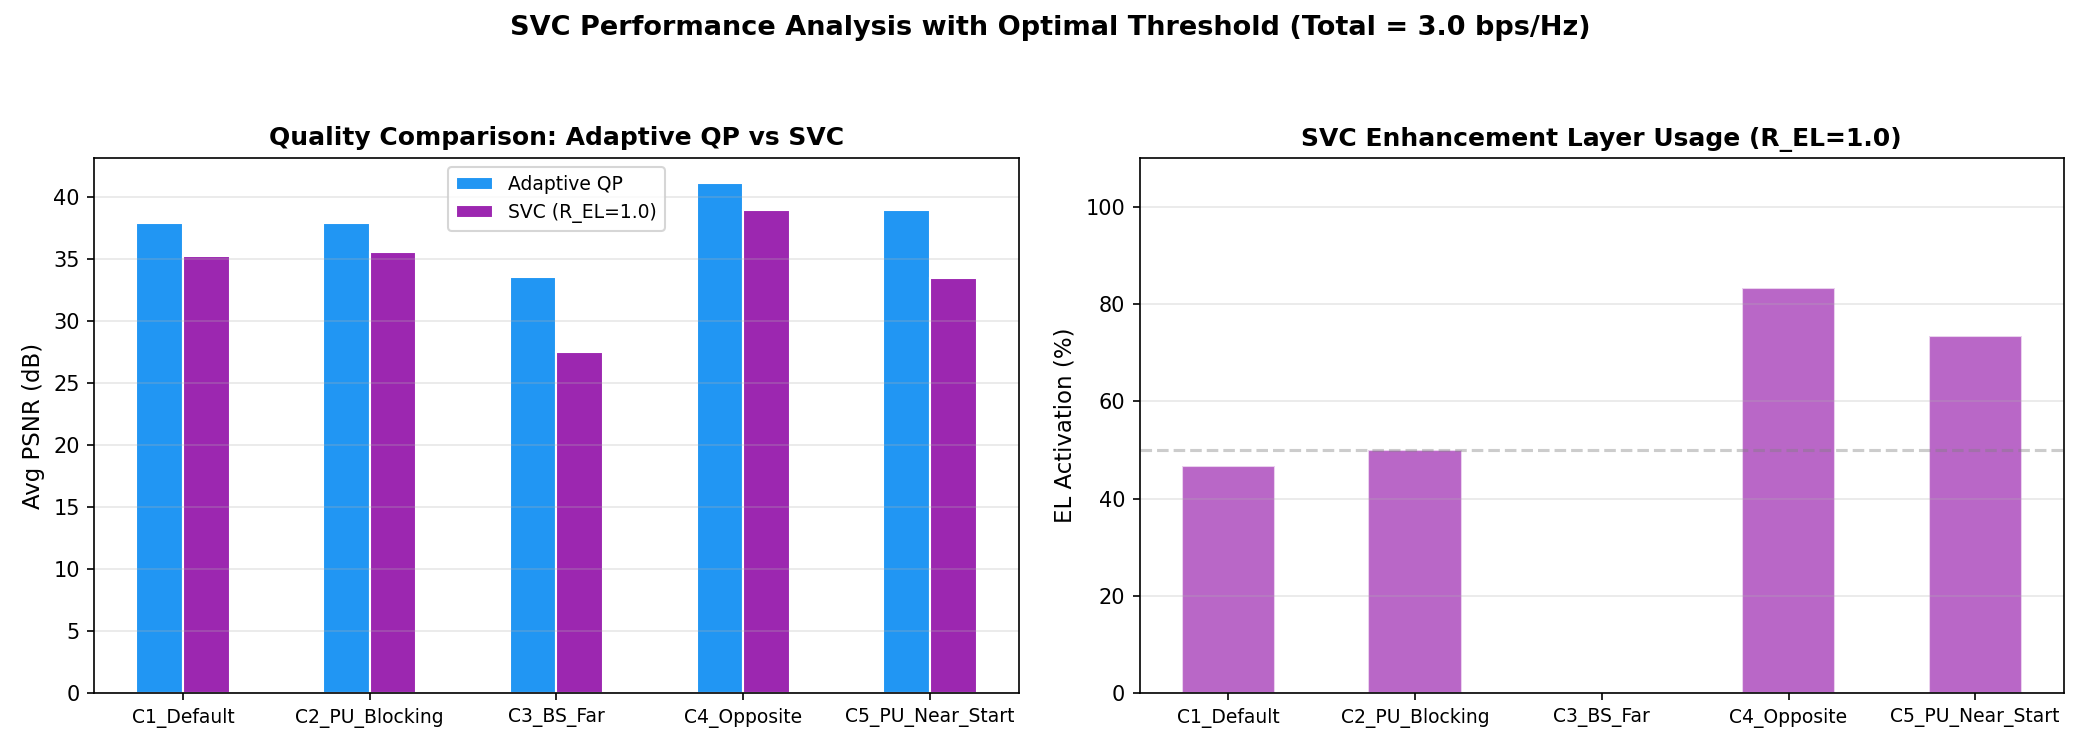 SVC Performance Analysis with Optimal Threshold (Total = 3.0 bps/Hz)
Quality Comparison: Adaptive QP vs SVC
Adaptive QP
SVC (R_EL=1.0)
Avg PSNR (dB)
40
35
30
25
20
15
10
5
0
C1_Default
C2_PU_Blocking
C3_BS_Far
C4_Opposite
C5_PU_Near_Start
SVC Enhancement Layer Usage (R_EL=1.0)
EL Activation (%)
100
80
60
40
20
0
C1_Default
C2_PU_Blocking
C3_BS_Far
C4_Opposite
C5_PU_Near_Start